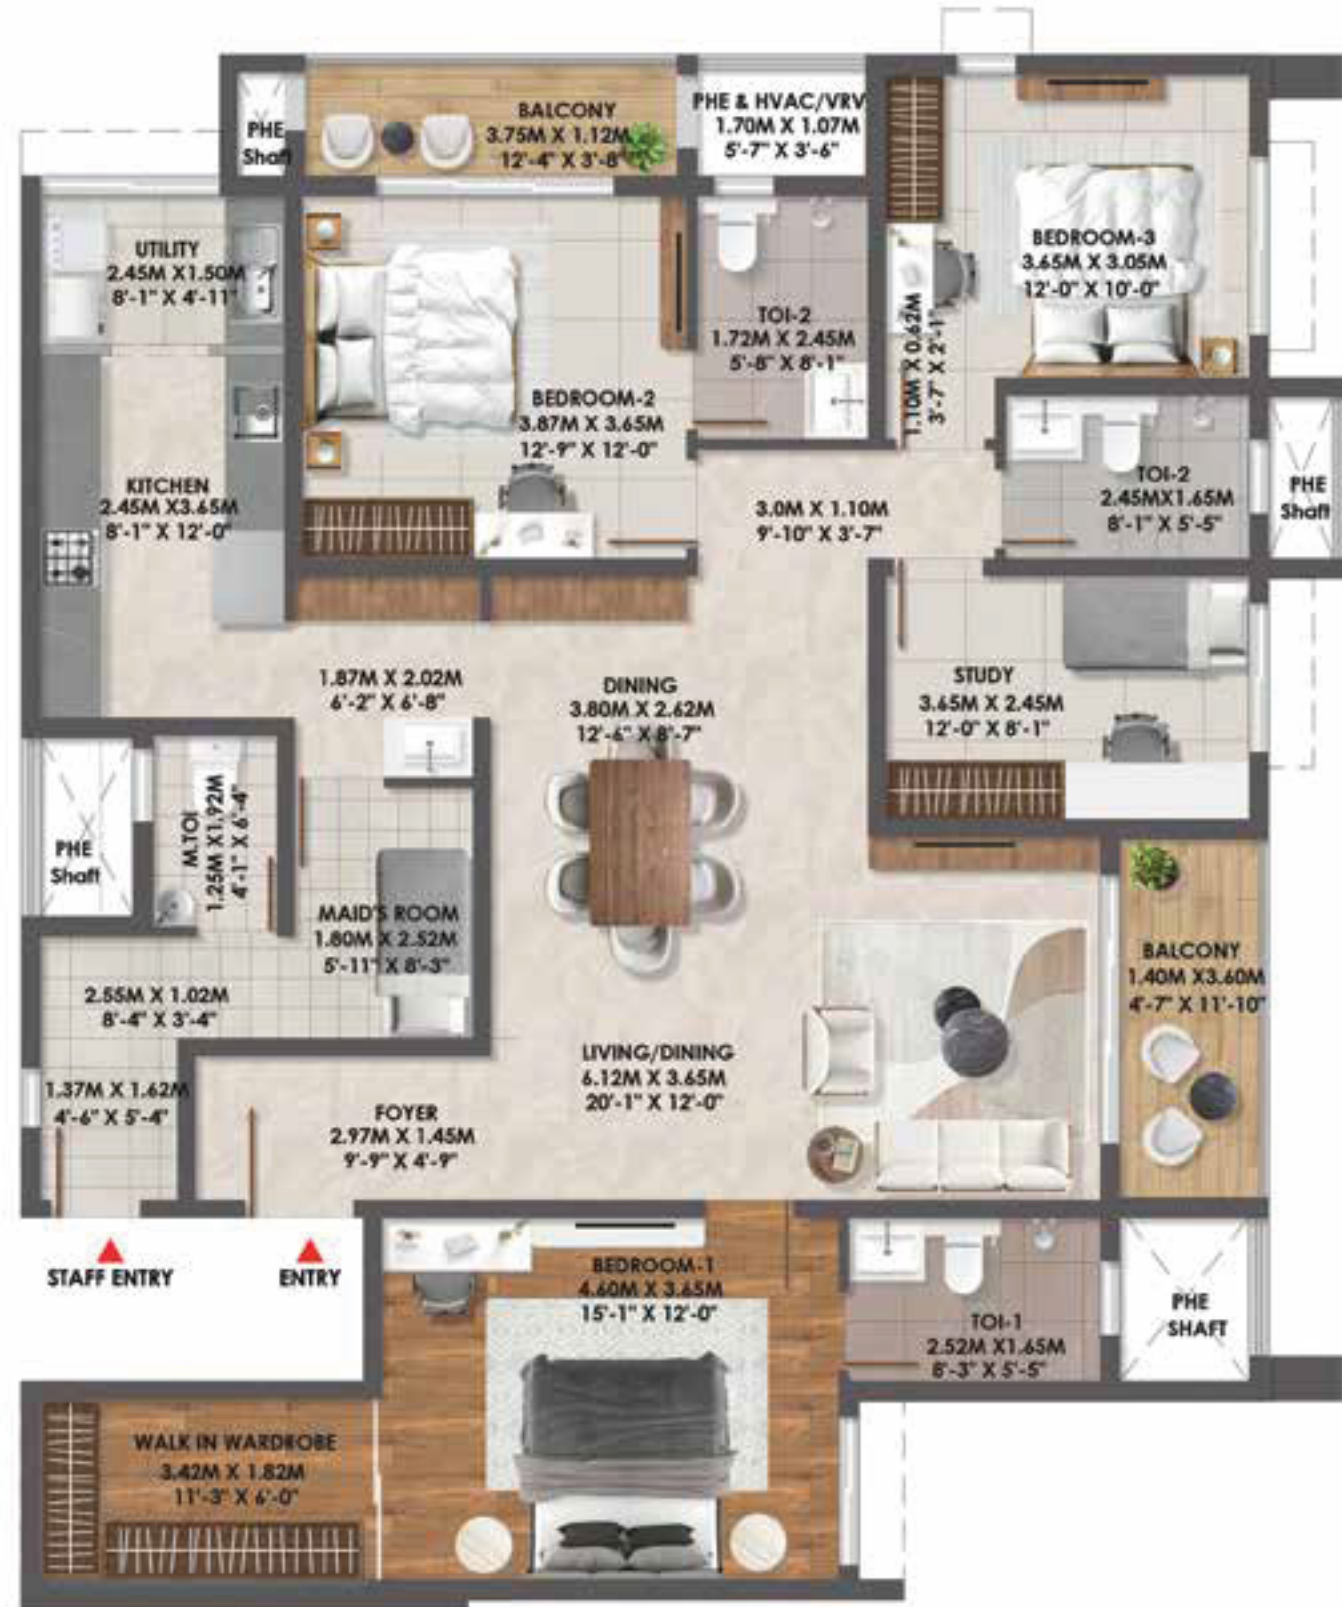 PHE
Shaft
BALCONY
3.75M X 1.12M
12'-4" X 3'-8"
PHE & HVAC/VRV
1.70M X 1.07M
5'-7" X 3'-6"
UTILITY
2.45M X1.50M
8'-1" X 4'-11"
BEDROOM-3
3.65M X 3.05M
12'-0" X 10'-0"
TOI-2
1.72M X 2.45M
5'-8" X 8'-1"
1.10M X 0.62M
3'-7" X 2'-1"
BEDROOM-2
3.87M X 3.65M
12'-9" X 12'-0"
KITCHEN
2.45M X3.65M
8'-1" X 12'-0"
3.0M X 1.10M
9'-10" X 3'-7"
TOI-2
2.45MX1.65M
8'-1" X 5'-5"
PHE
Shaft
1.87M X 2.02M
6'-2" X 6'-8"
DINING
3.80M X 2.62M
12'-6" X 8'-7"
STUDY
3.65M X 2.45M
12'-0" X 8'-1"
PHE
Shaft
M.TOI
1.25M X1.92M
4'-1" X 6'-4"
MAID'S ROOM
1.80M X 2.52M
5'-11" X 8'-3"
BALCONY
1.40M X3.60M
4'-7" X 11'-10"
2.55M X 1.02M
8'-4" X 3'-4"
LIVING/DINING
6.12M X 3.65M
20'-1" X 12'-0"
1.37M X 1.62M
4'-6" X 5'-4"
FOYER
2.97M X 1.45M
9'-9" X 4'-9"
STAFF ENTRY
ENTRY
BEDROOM-1
4.60M X 3.65M
15'-1" X 12'-0"
TOI-1
2.52M X1.65M
8'-3" X 5'-5"
PHE
SHAFT
WALK IN WARDROBE
3.42M X 1.82M
11'-3" X 6'-0"